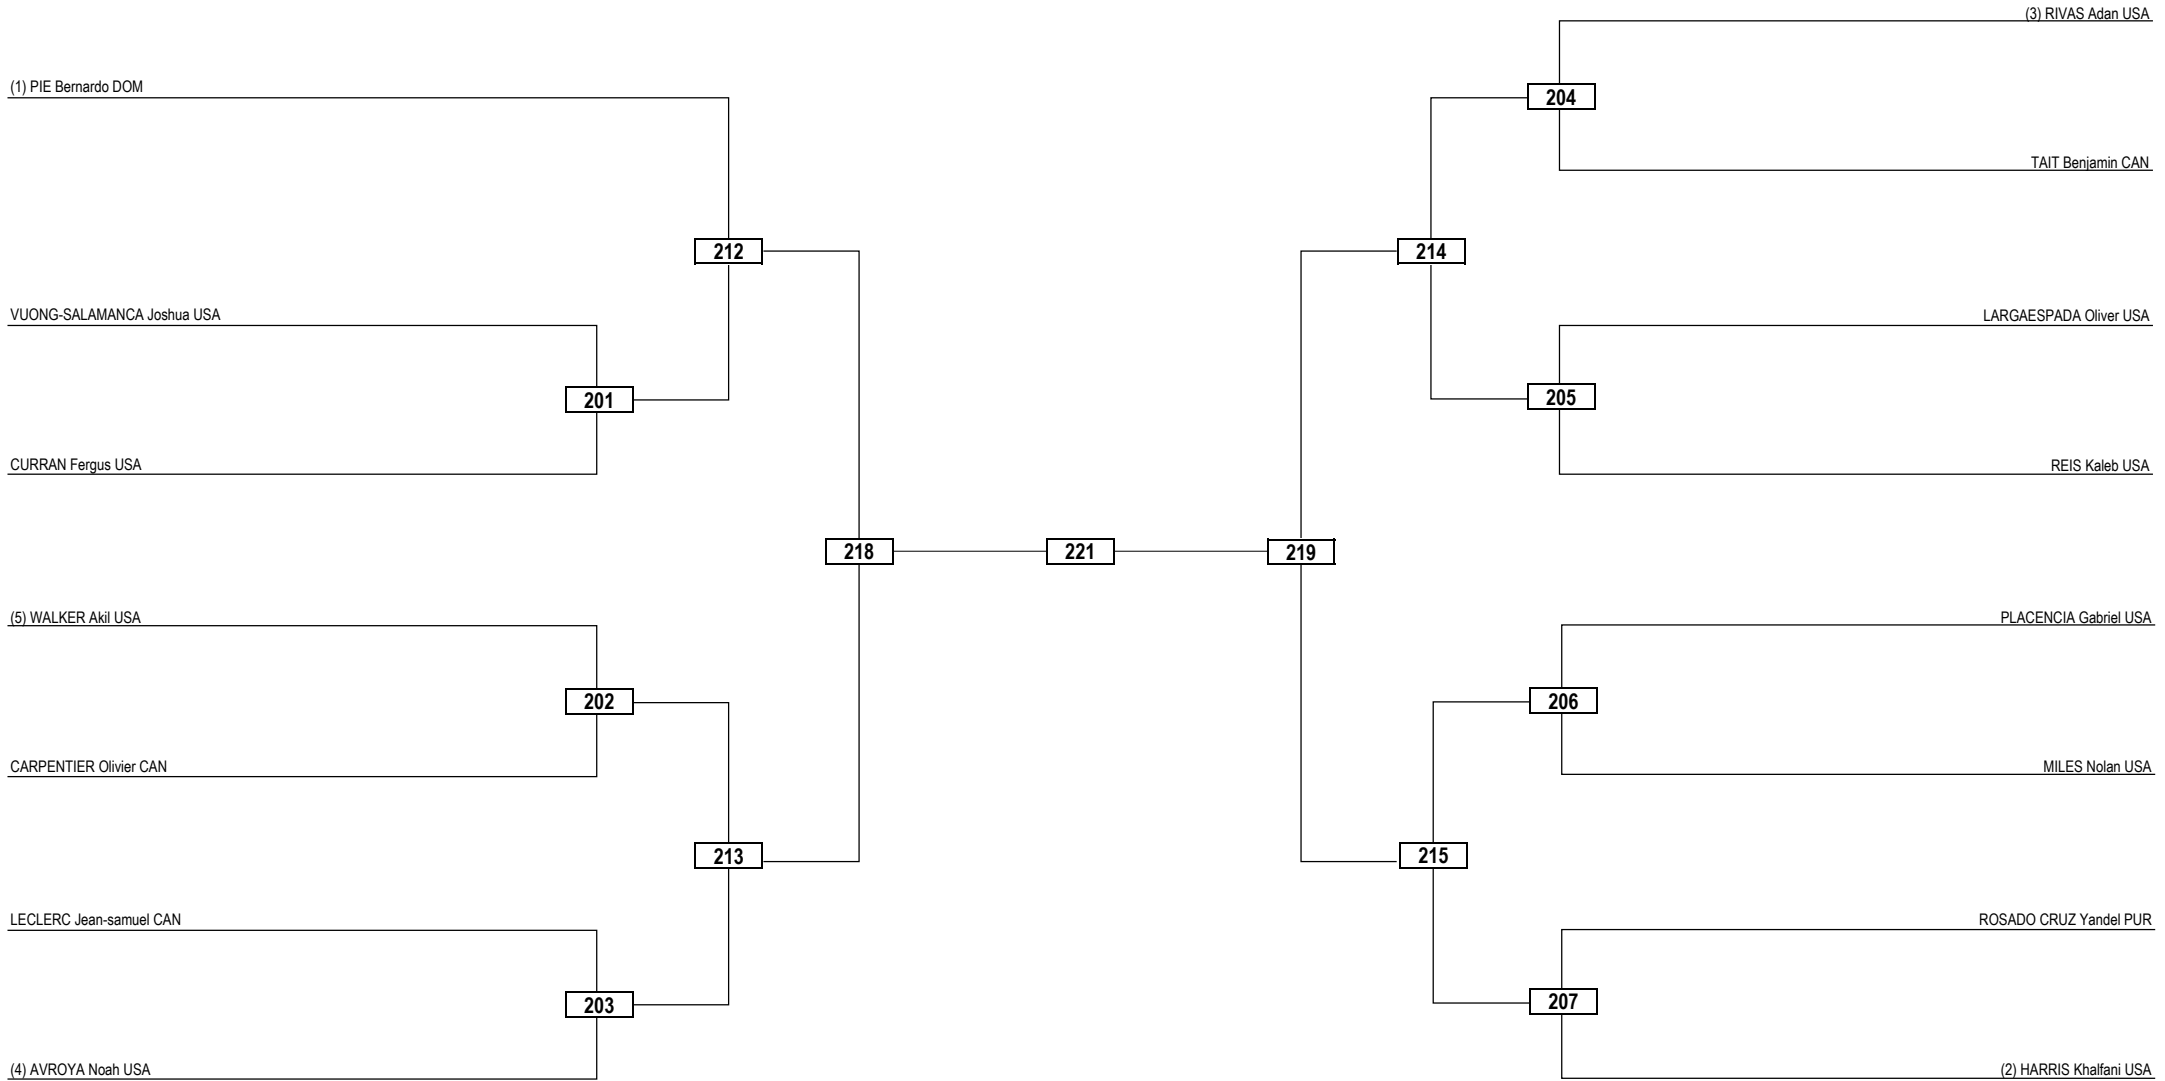 (3) RIVAS Adan USA
(1) PIE Bernardo DOM
204
TAIT Benjamin CAN
212
214
VUONG-SALAMANCA Joshua USA
LARGAESPADA Oliver USA
201
205
CURRAN Fergus USA
REIS Kaleb USA
218
221
219
(5) WALKER Akil USA
PLACENCIA Gabriel USA
202
206
CARPENTIER Olivier CAN
MILES Nolan USA
213
215
LECLERC Jean-samuel CAN
ROSADO CRUZ Yandel PUR
203
207
(4) AVROYA Noah USA
(2) HARRIS Khalfani USA